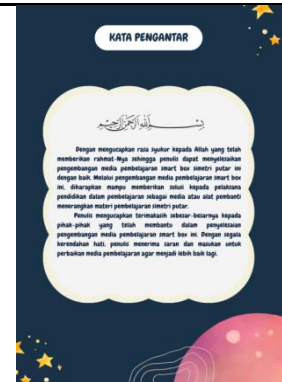 KATA PENGANTAR
بِسْــــــــمِ اللهِ الرَّحْمٰنِ الرَّحِيْمِ
Dengan mengucapkan rasa syukur kepada Allah yang telah
memberikan rahmat-Nya sehingga penulis dapat menyelesaikan
pengembangan media pembelajaran smart box simetri putar ini
dengan baik. Melalui pengembangan media pembelajaran smart box
ini, diharapkan mampu memberikan solusi kepada pelaksana
pendidikan dalam pembelajaran sebagai media atau alat pembantu
menerangkan materi pembelajaran simetri putar.
Penulis mengucapkan terimakasih sebesar-besarnya kepada
pihak-pihak yang telah membantu dalam penyelesaian
pengembangan media pembelajaran smart box ini. Dengan segala
kerendahan hati, penulis menerima saran dan masukan untuk
perbaikan media pembelajaran agar menjadi lebih baik lagi.